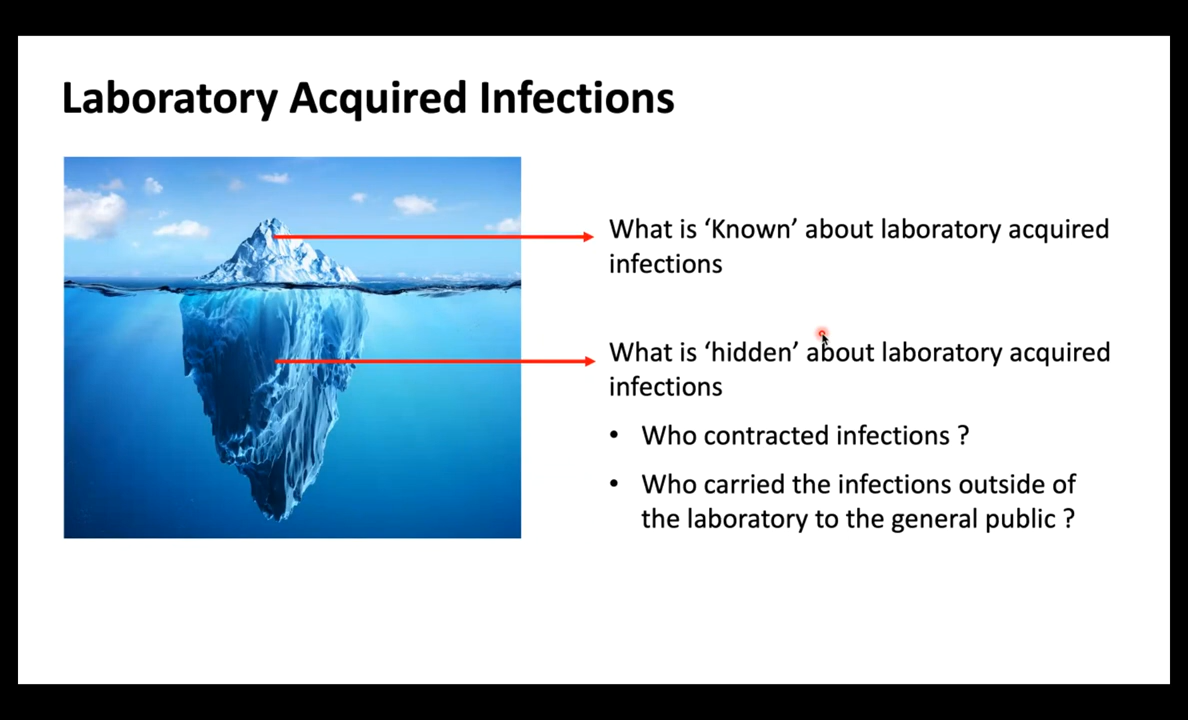 Laboratory Acquired Infections
What is ‘Known’ about laboratory acquired
infections
What is ‘hidden’ about laboratory acquired
infections
• Who contracted infections ?
• Who carried the infections outside of
the laboratory to the general public ?